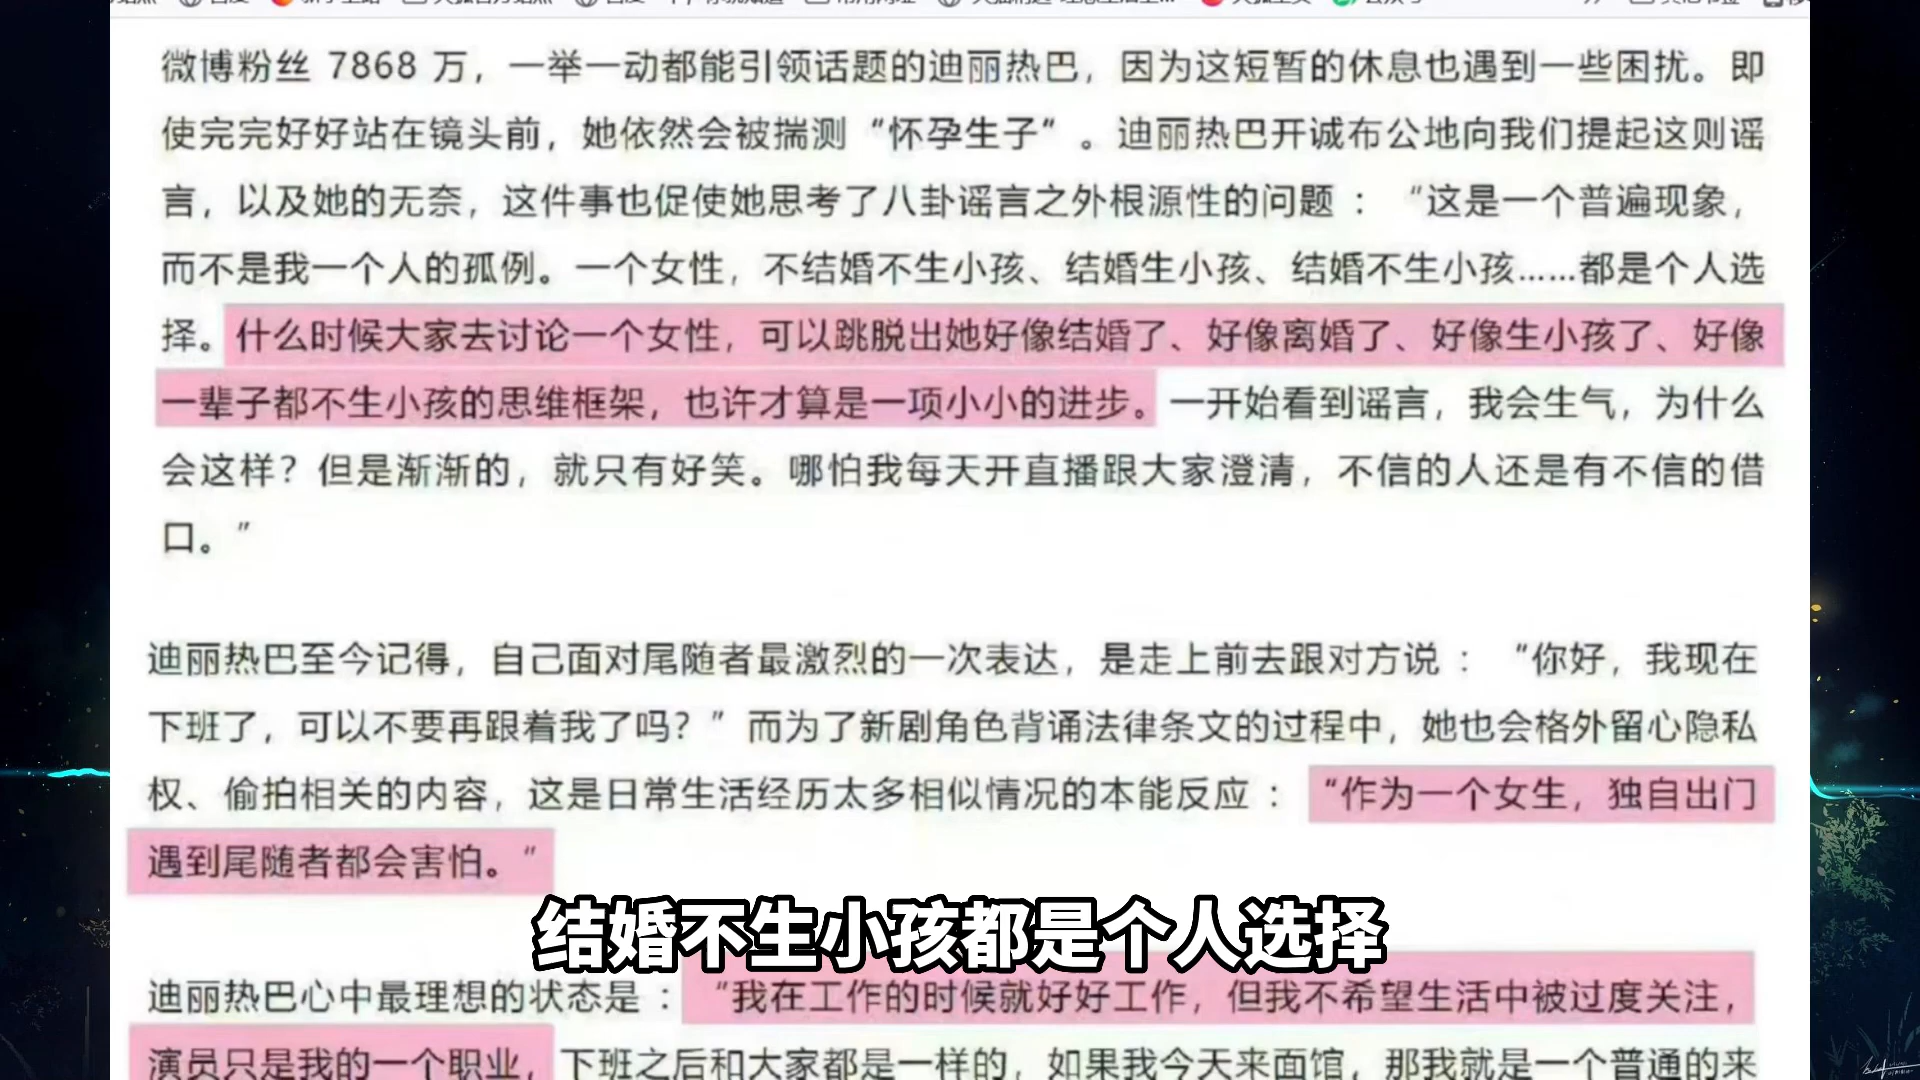 微博粉丝 7868 万，一举一动都能引领话题的迪丽热巴，因为这短暂的休息也遇到一些困扰。即
使完完好好站在镜头前，她依然会被揣测“怀孕生子”。迪丽热巴开诚布公地向我们提起这则谣
言，以及她的无奈，这件事也促使她思考了八卦谣言之外根源性的问题：“这是一个普遍现象，
而不是我一个人的孤例。一个女性，不结婚不生小孩、结婚生小孩、结婚不生小孩……都是个人选
择。什么时候大家去讨论一个女性，可以跳脱出她好像结婚了、好像离婚了、好像生小孩了、好像
一辈子都不生小孩的思维框架，也许才算是一项小小的进步。一开始看到谣言，我会生气，为什么
会这样？但是渐渐的，就只有好笑。哪怕我每天开直播跟大家澄清，不信的人还是有不信的借
口。”
迪丽热巴至今记得，自己面对尾随者最激烈的一次表达，是走上前去跟对方说：“你好，我现在
下班了，可以不要再跟着我了吗？”而为了新剧角色背诵法律条文的过程中，她也会格外留心隐私
权、偷拍相关的内容，这是日常生活经历太多相似情况的本能反应：“作为一个女生，独自出门
遇到尾随者都会害怕。”
结婚不生小孩都是个人选择
迪丽热巴心中最理想的状态是：“我在工作的时候就好好工作，但我不希望生活中被过度关注，
演员只是我的一个职业，下班之后和大家都是一样的，如果我今天来面馆，那我就是一个普通的来